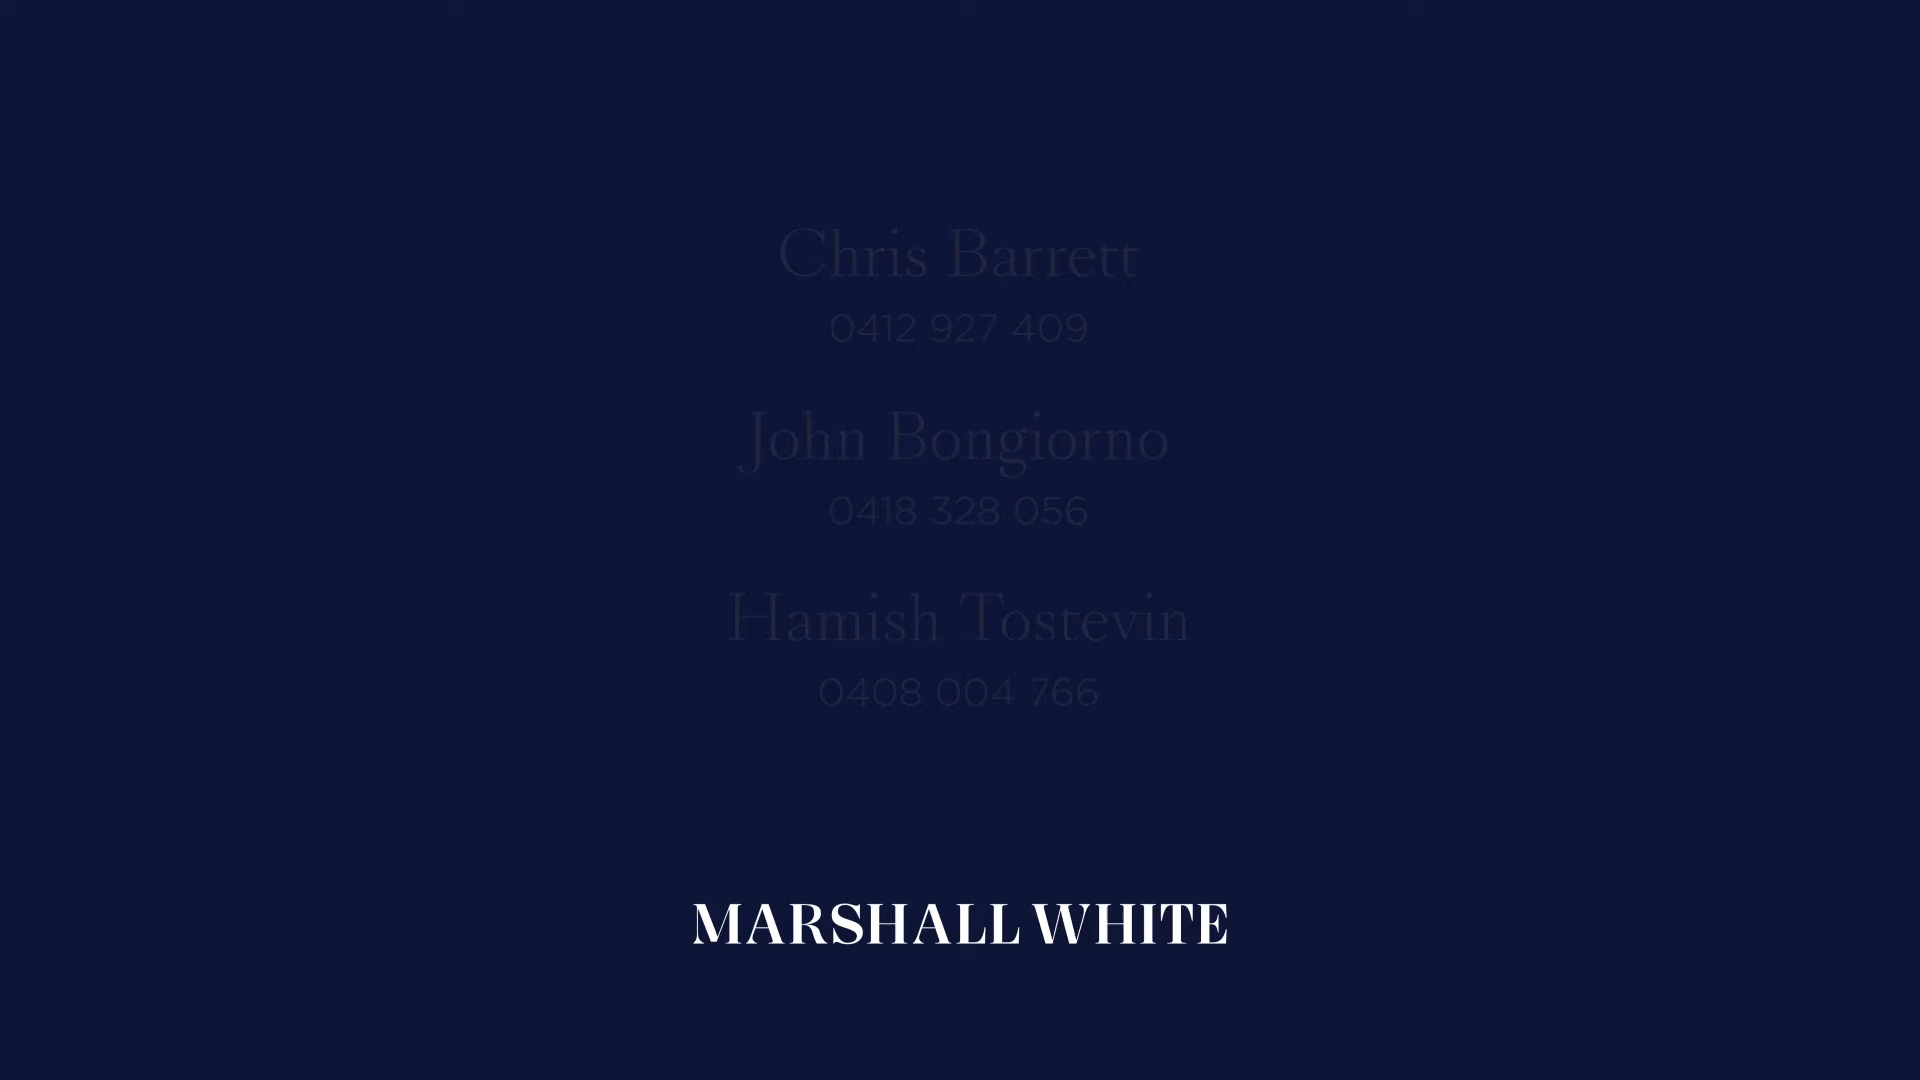 Chris Barrett
0412 927 409
John Bongiorno
0418 328 056
Hamish Tostevin
0408 004 766
MARSHALL WHITE